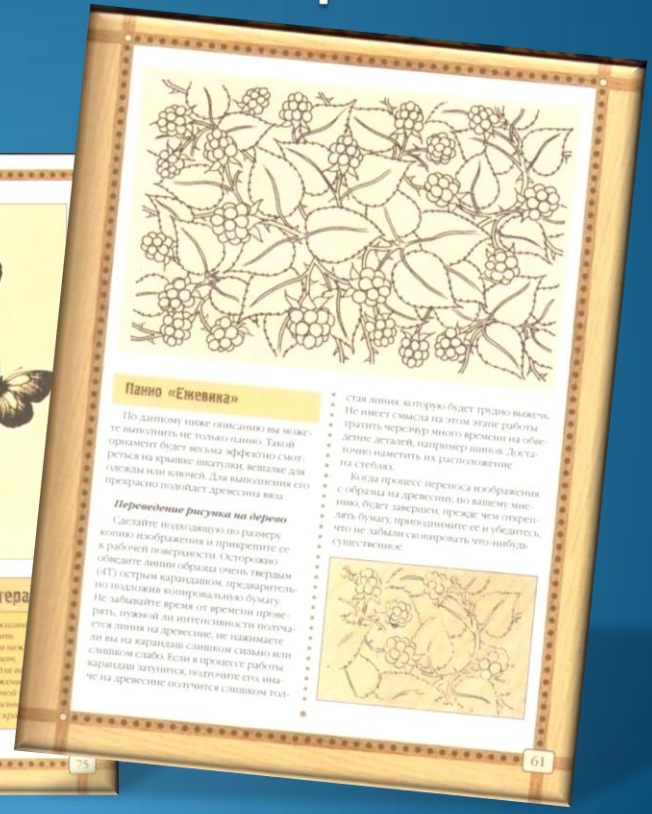 Панно «Ежевика»
По данному ниже описанию вы може-
те выполнить не только панно. Такой
орнамент будет весьма эффектно смот-
реться на крышке шкатулки, вешалке для
одежды или ключей. Для выполнения его
прекрасно подойдет древесина вяза.
Переведение рисунка на дерево
Сделайте подходящую по размеру
копию изображения и прикрепите ее
к рабочей поверхности. Осторожно
обведите линии образца очень твердым
(4Т) острым карандашом, предваритель-
но подложив копировальную бумагу.
Не забывайте время от времени прове-
рять, нужной ли интенсивности получа-
ется линия на древесине, не нажимаете
ли вы на карандаш слишком сильно или
слишком слабо. Если в процессе работы
карандаш затупится, подточите его, ина-
че на древесине получится слишком тол-
стая линия, которую будет трудно выжечь.
Не имеет смысла на этом этапе работы
тратить чересчур много времени на обве-
дение деталей, например шипов. Доста-
точно наметить их расположение
на стеблях.
Когда процесс переноса изображения
с образца на древесину, по вашему мне-
нию, будет завершен, прежде чем откреп-
лять бумагу, приподнимите ее и убедитесь,
что не забыли скопировать что-нибудь
существенное.
61
75